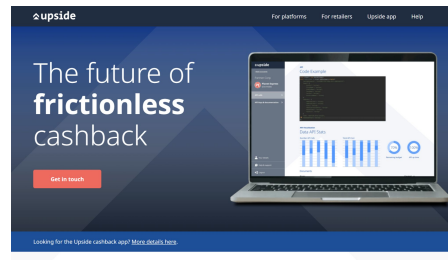 upside
For platforms
For retailers
Upside app
Help
The future of
frictionless
cashback
Get in touch
upside
Code Example
Data API Stats
Looking for the Upside cashback app? More details here.